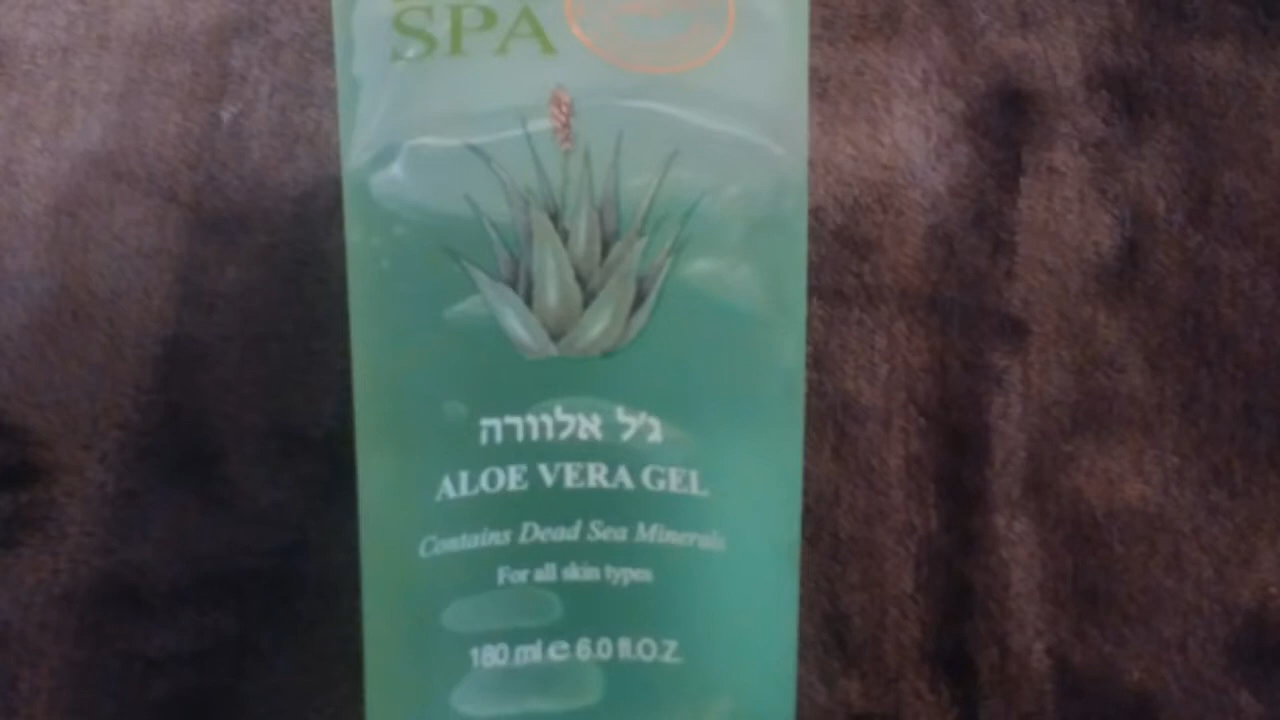 SPA
ג'ל אלוורה
ALOE VERA GEL
Contains Dead Sea Minerals
For all skin types
180 ml e 6.0 fl.O.Z.